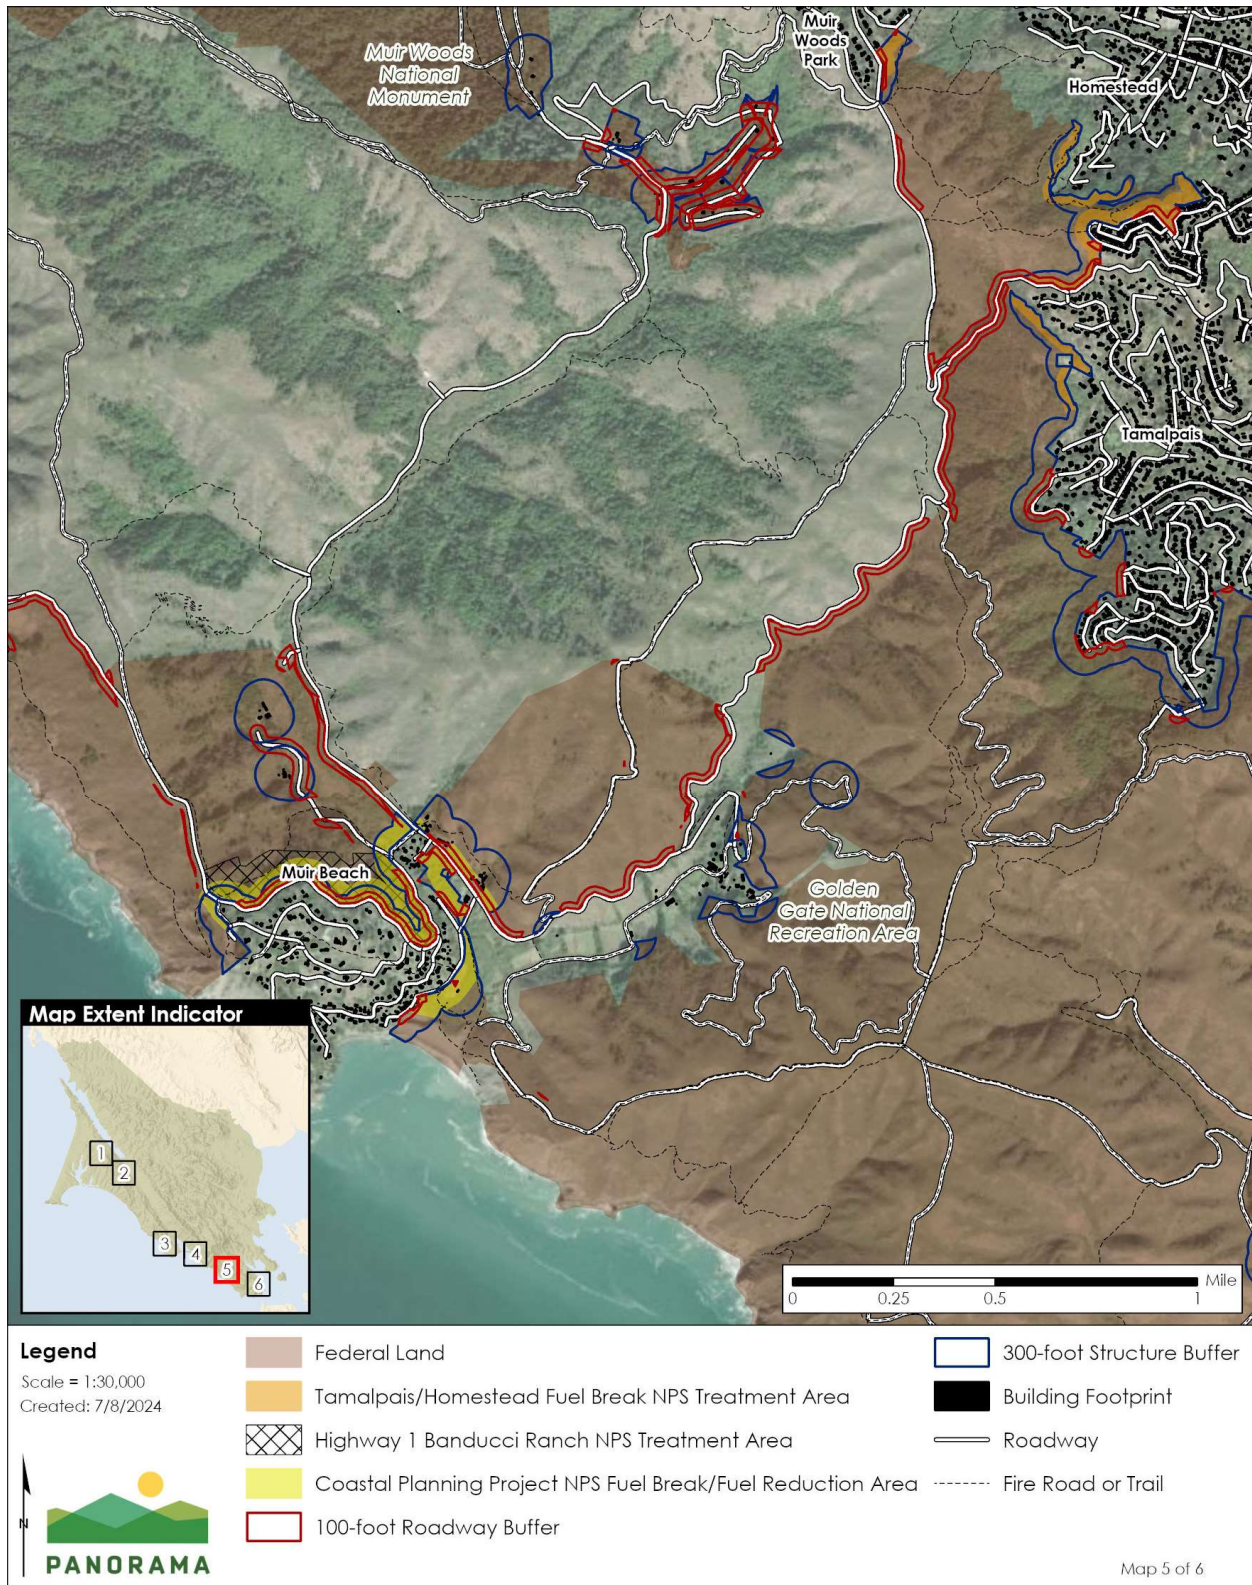 Muir
Woods
Park
Muir Woods
National
Monument
Homestead
Tamalpais
Muir Beach
Golden
Gate National
Recreation Area
Map Extent Indicator
1
2
3
4
5
6
Mile
0
0.25
0.5
1
Legend
Scale = 1:30,000
Created: 7/8/2024
N
PANORAMA
Federal Land
Tamalpais/Homestead Fuel Break NPS Treatment Area
Highway 1 Banducci Ranch NPS Treatment Area
Coastal Planning Project NPS Fuel Break/Fuel Reduction Area
100-foot Roadway Buffer
300-foot Structure Buffer
Building Footprint
Roadway
Fire Road or Trail
Map 5 of 6